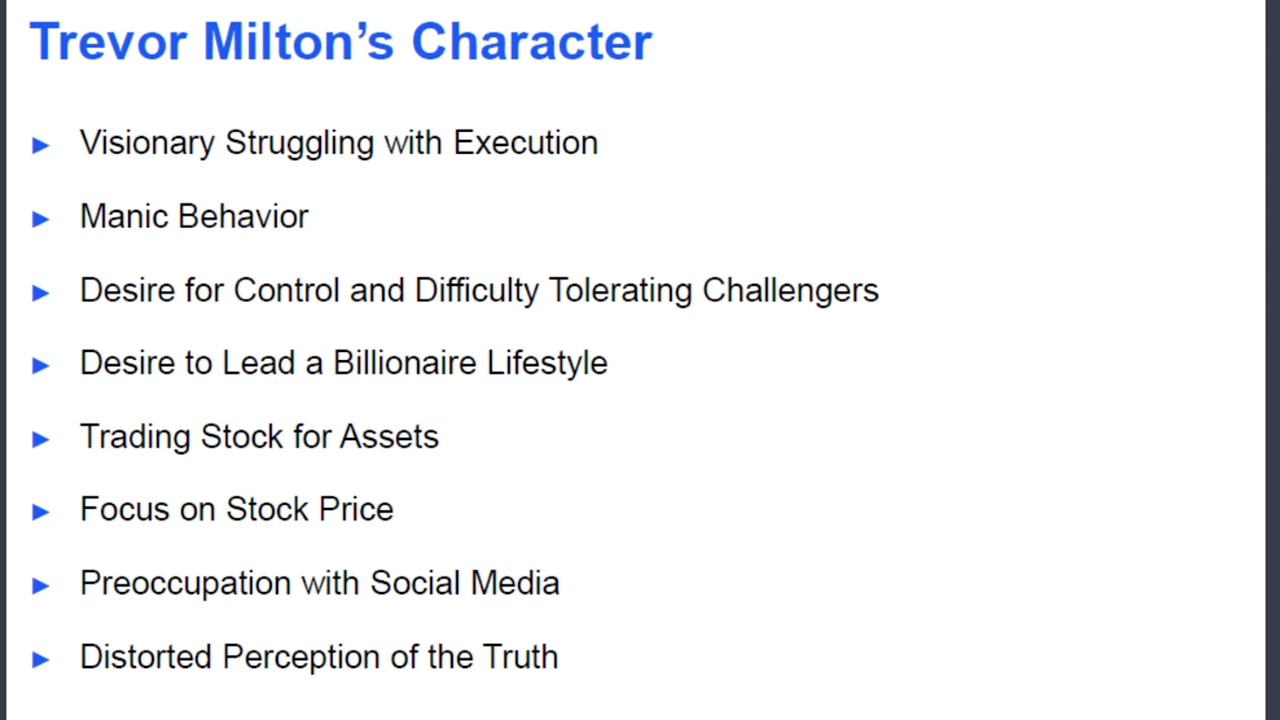 Trevor Milton’s Character
► Visionary Struggling with Execution
► Manic Behavior
► Desire for Control and Difficulty Tolerating Challengers
► Desire to Lead a Billionaire Lifestyle
► Trading Stock for Assets
► Focus on Stock Price
► Preoccupation with Social Media
► Distorted Perception of the Truth